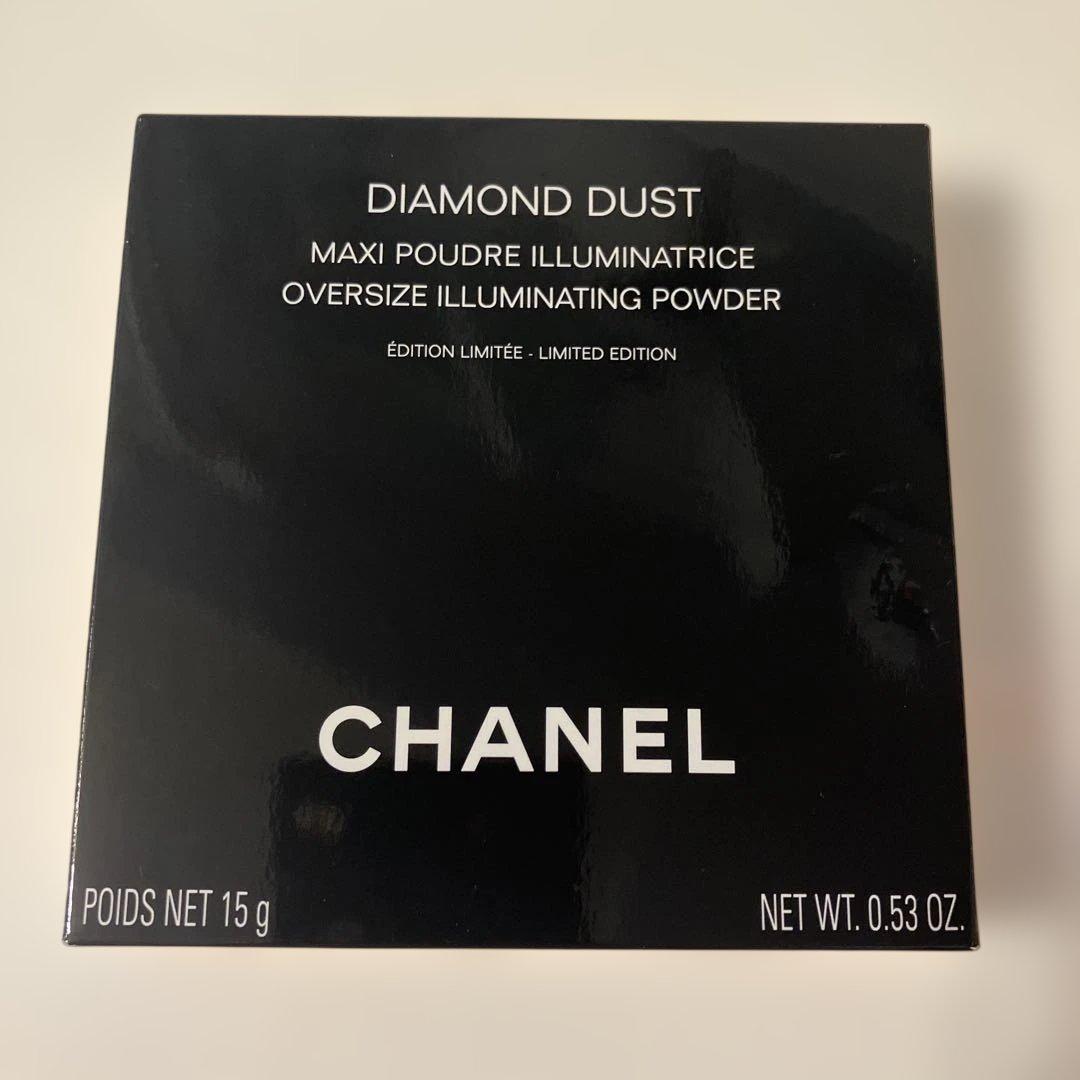 DIAMOND DUST
MAXI POUDRE ILLUMINATRICE
OVERSIZE ILLUMINATING POWDER
ÉDITION LIMITÉE - LIMITED EDITION
CHANEL
POIDS NET 15 g
NET WT. 0.53 OZ.